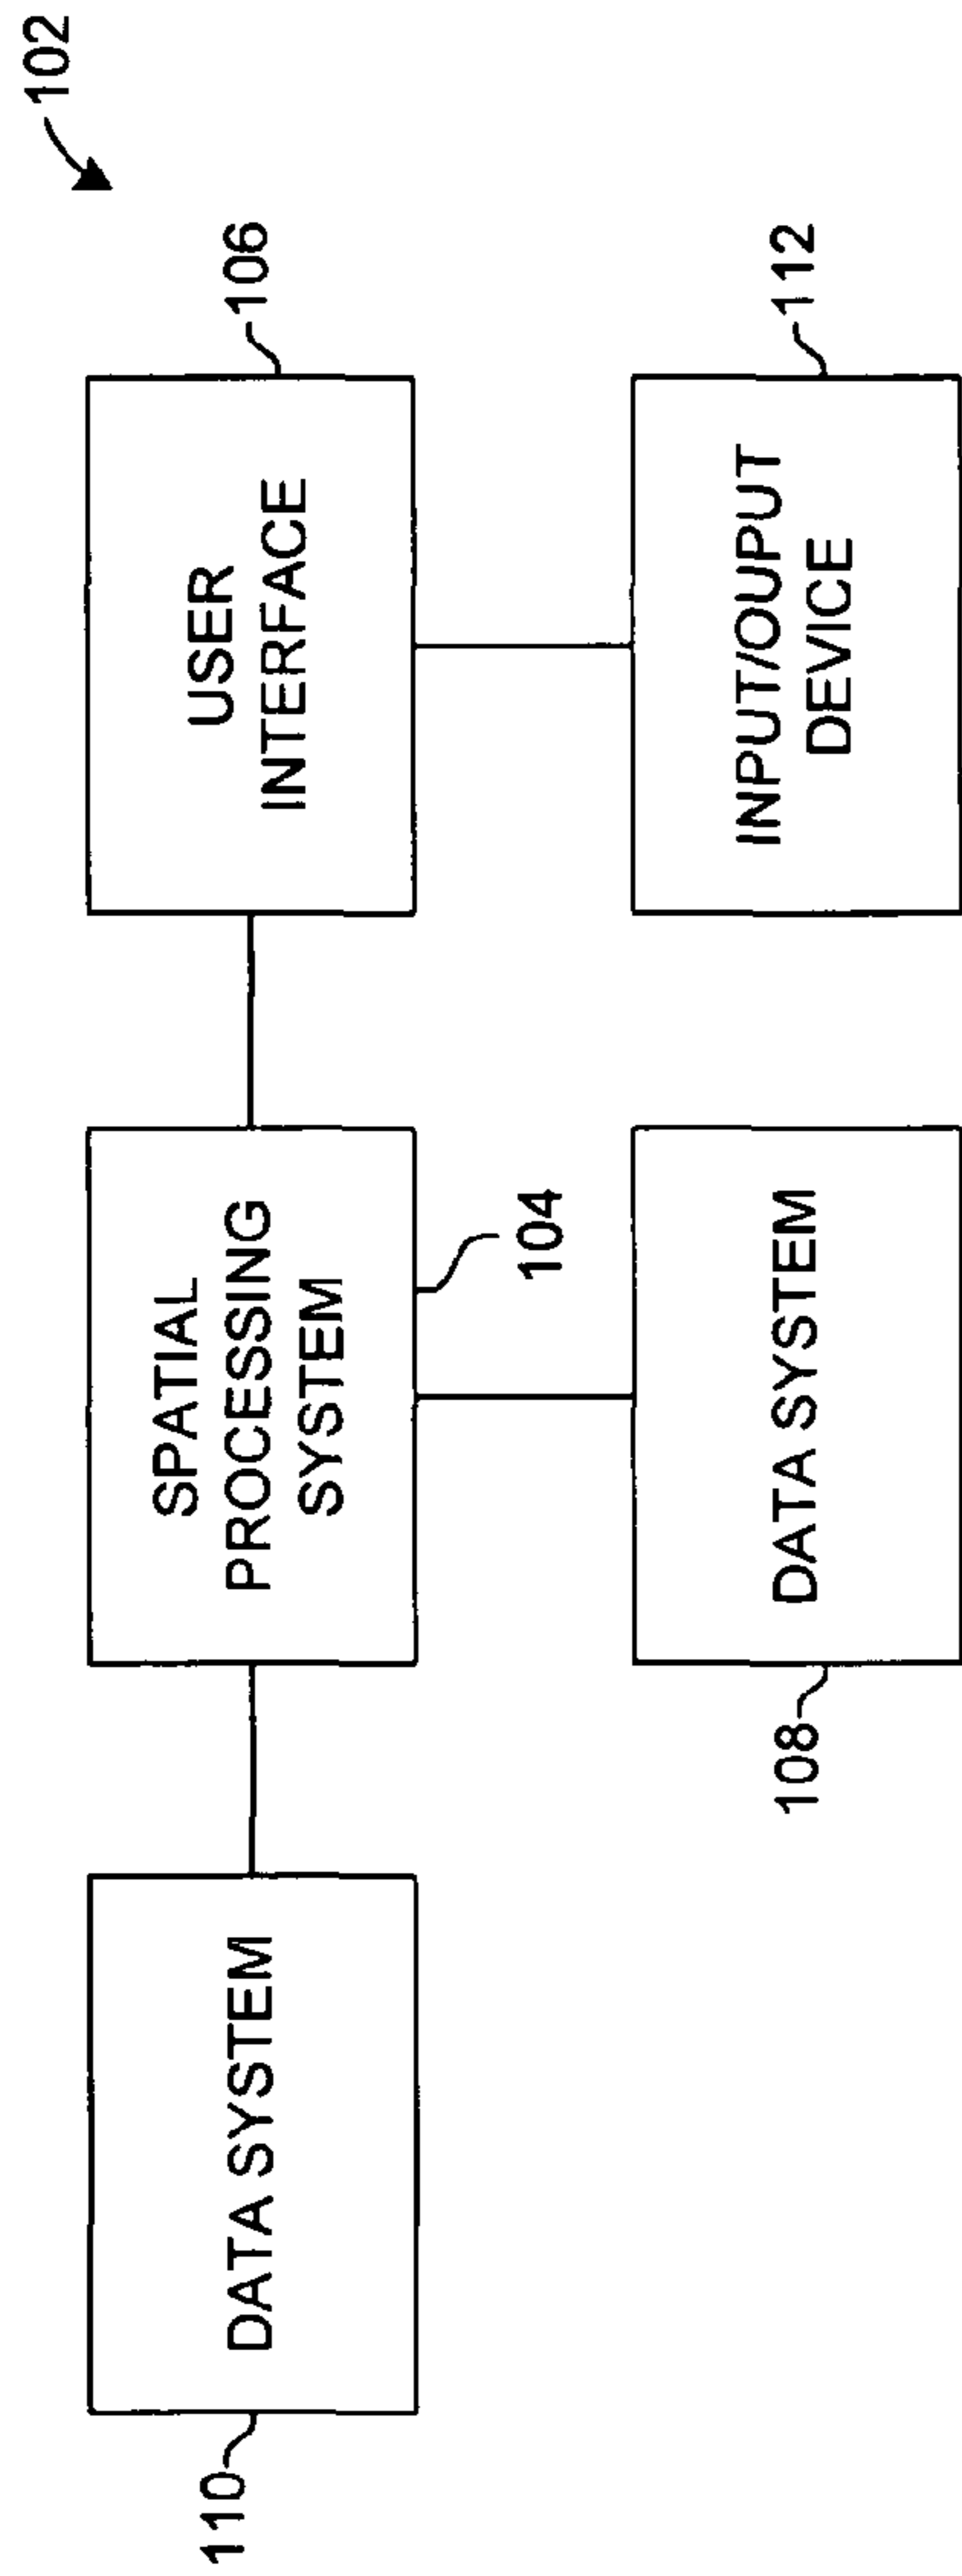 102
110
DATA SYSTEM
SPATIAL
PROCESSING
SYSTEM
104
USER
INTERFACE
106
108
DATA SYSTEM
INPUT/OUPUT
DEVICE
112